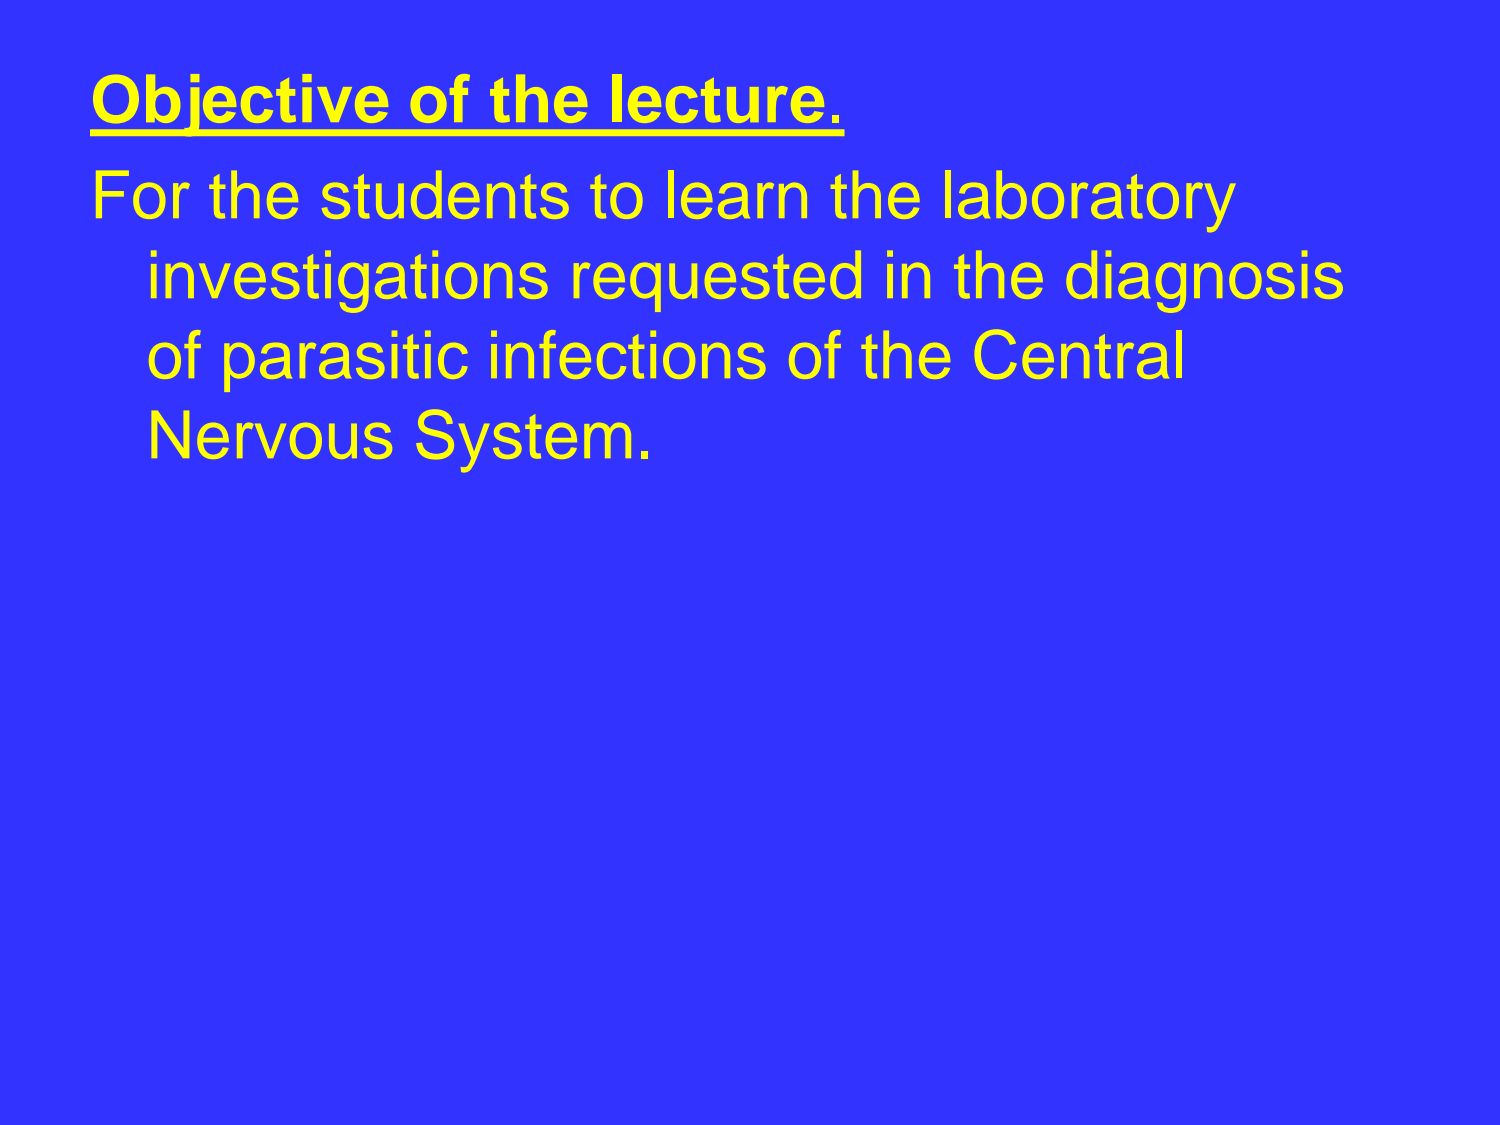 Objective of the lecture.
For the students to learn the laboratory
investigations requested in the diagnosis
of parasitic infections of the Central
Nervous System.